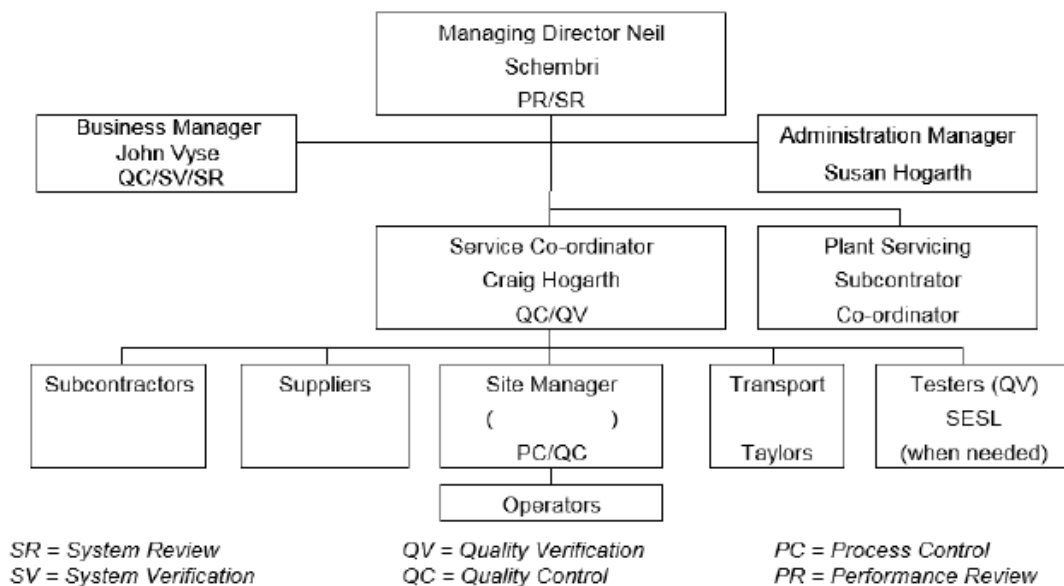 Managing Director Neil
Schembri
PR/SR
Business Manager
John Vyse
QC/SV/SR
Administration Manager
Susan Hogarth
Service Co-ordinator
Craig Hogarth
QC/QV
Plant Servicing
Subcontrator
Co-ordinator
Subcontractors
Suppliers
Site Manager
( )
PC/QC
Transport
Taylors
Testers (QV)
SESL
(when needed)
Operators
SR = System Review
QV = Quality Verification
PC = Process Control
SV = System Verification
QC = Quality Control
PR = Performance Review